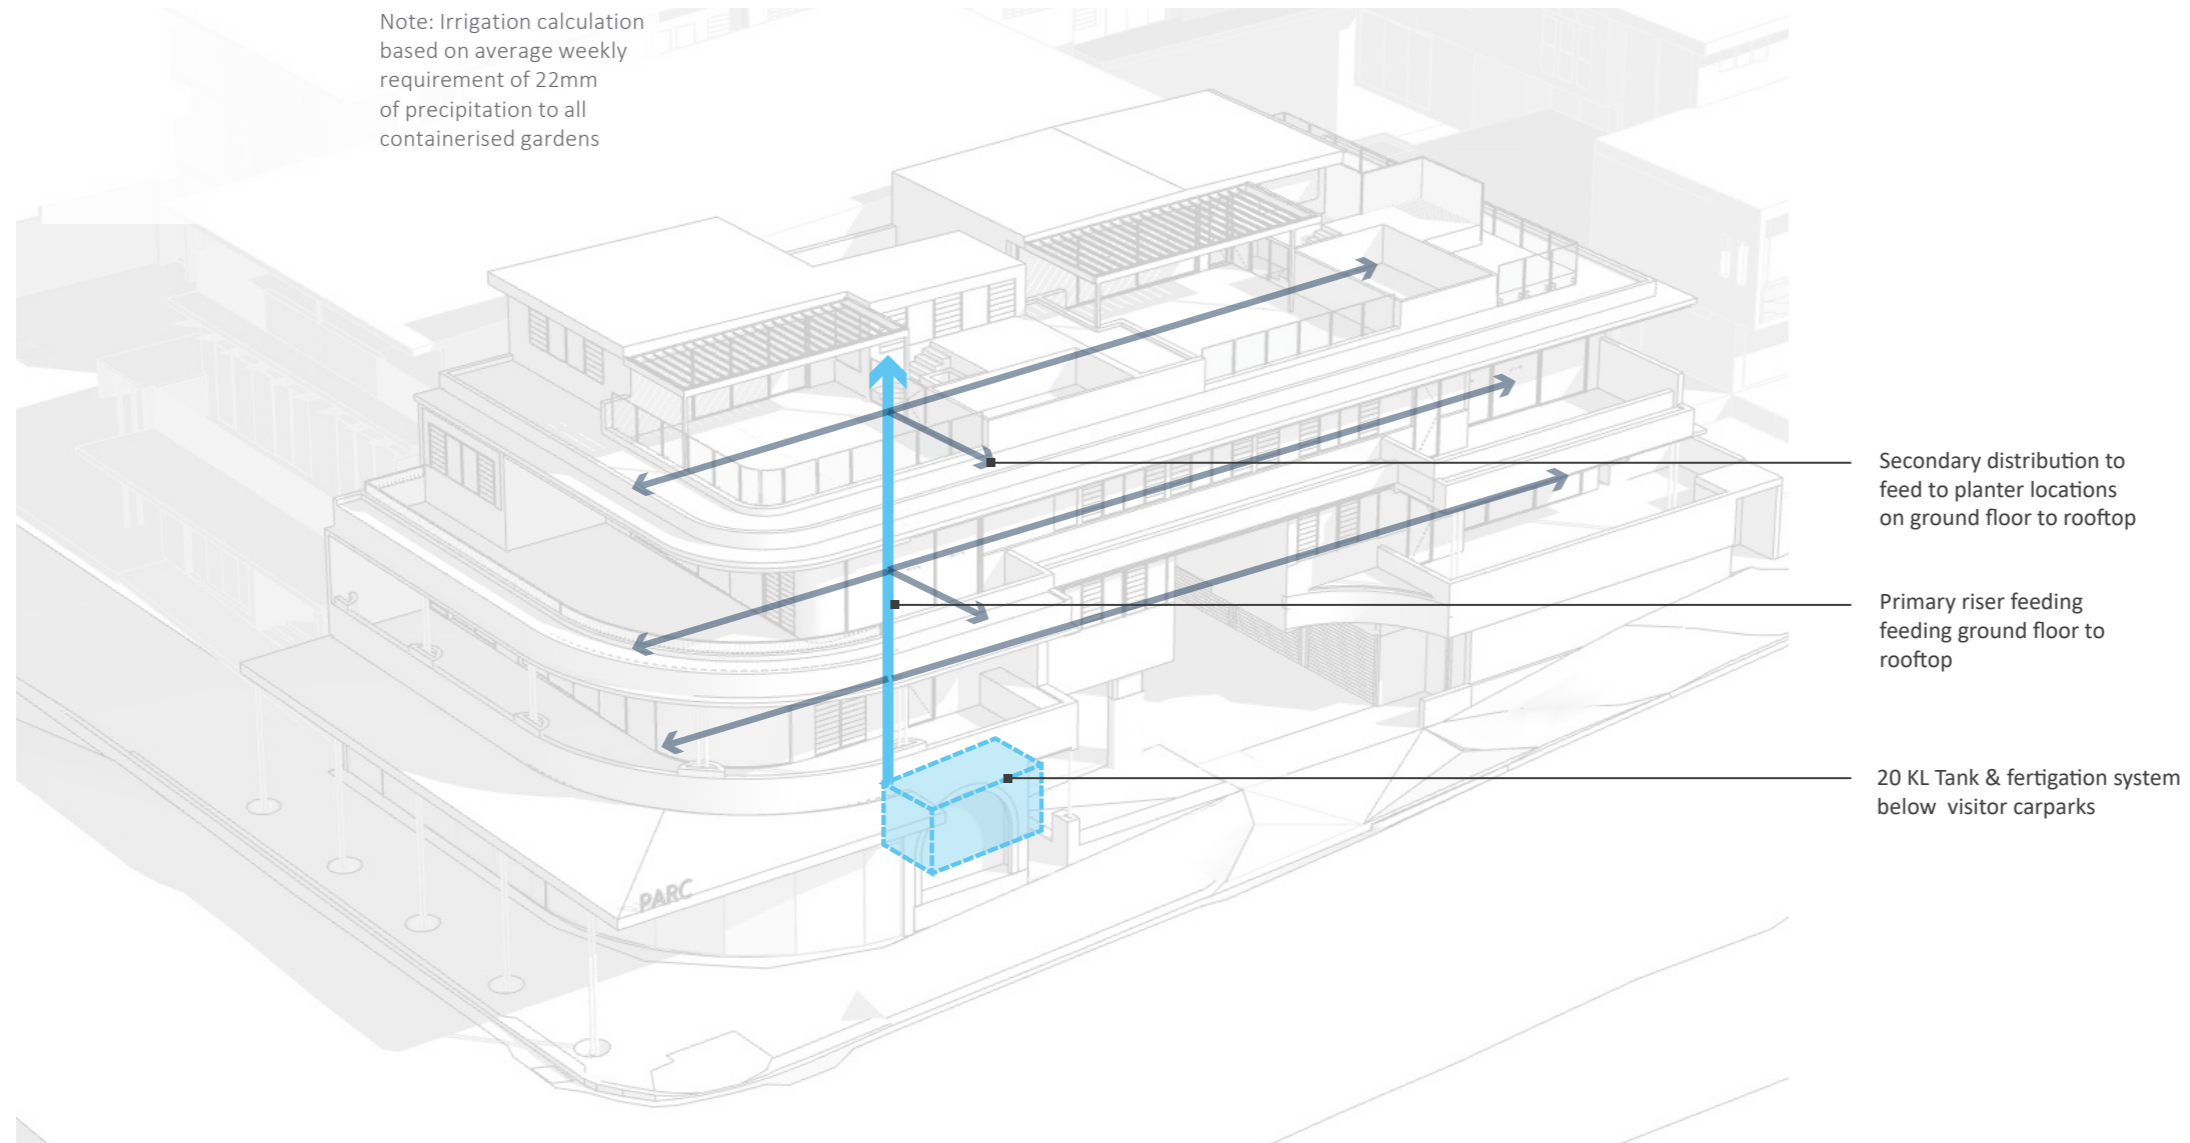 Note: Irrigation calculation
based on average weekly
requirement of 22mm
of precipitation to all
containerised gardens
Secondary distribution to
feed to planter locations
on ground floor to rooftop
Primary riser feeding
feeding ground floor to
rooftop
20 KL Tank & fertigation system
below visitor carparks
PARC